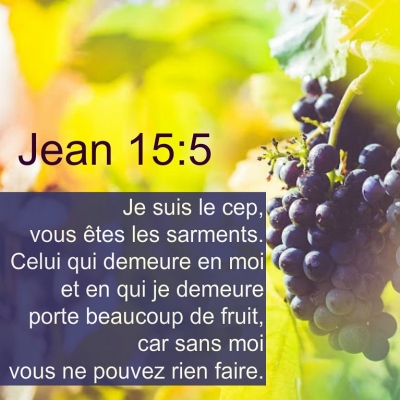 Jean 15:5
Je suis le cep,
vous êtes les sarments.
Celui qui demeure en moi
et en qui je demeure
porte beaucoup de fruit,
car sans moi
vous ne pouvez rien faire.